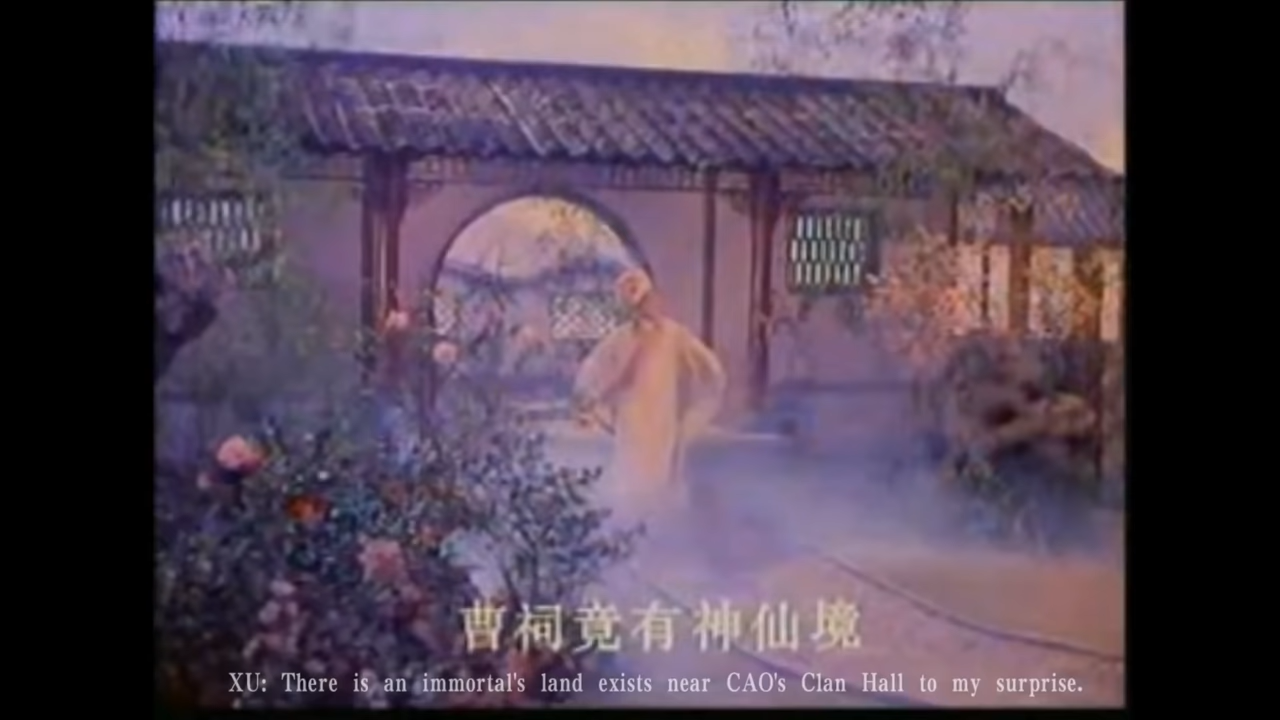 曹祠竟有神仙境
XU: There is an immortal's land exists near CAO's Clan Hall to my surprise.